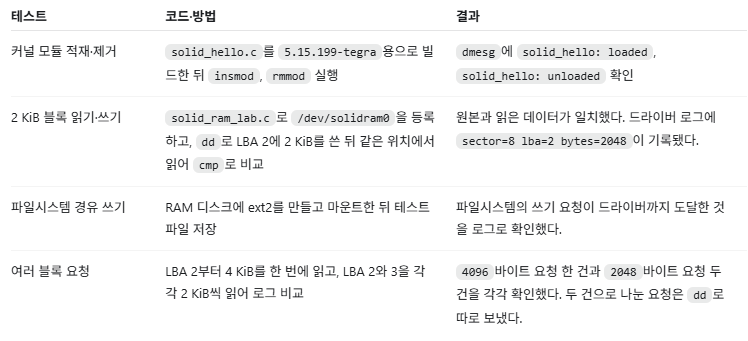 테스트 코드·방법 결과
커널 모듈 적재·제거 solid_hello.c 를 5.15.199-tegra 용으로 빌 dmesg 에 solid_hello: loaded ,
드한 뒤 insmod , rmmod 실행 solid_hello: unloaded 확인
2 KiB 블록 읽기·쓰기 solid_ram_lab.c 로 /dev/solidram0 을 등록 원본과 읽은 데이터가 일치했다. 드라이버 로그에
하고, dd 로 LBA 2에 2 KiB를 쓴 뒤 같은 위치에서 sector=8 lba=2 bytes=2048 이 기록됐다.
읽어 cmp 로 비교
파일시스템 경유 쓰기 RAM 디스크에 ext2를 만들고 마운트한 뒤 테스트 파일시스템의 쓰기 요청이 드라이버까지 도달한 것
파일 저장 을 로그로 확인했다.
여러 블록 요청 LBA 2부터 4 KiB를 한 번에 읽고, LBA 2와 3을 각 4096 바이트 요청 한 건과 2048 바이트 요청 두
각 2 KiB씩 읽어 로그 비교 건을 각각 확인했다. 두 건으로 나눈 요청은 dd 로
따로 보냈다.